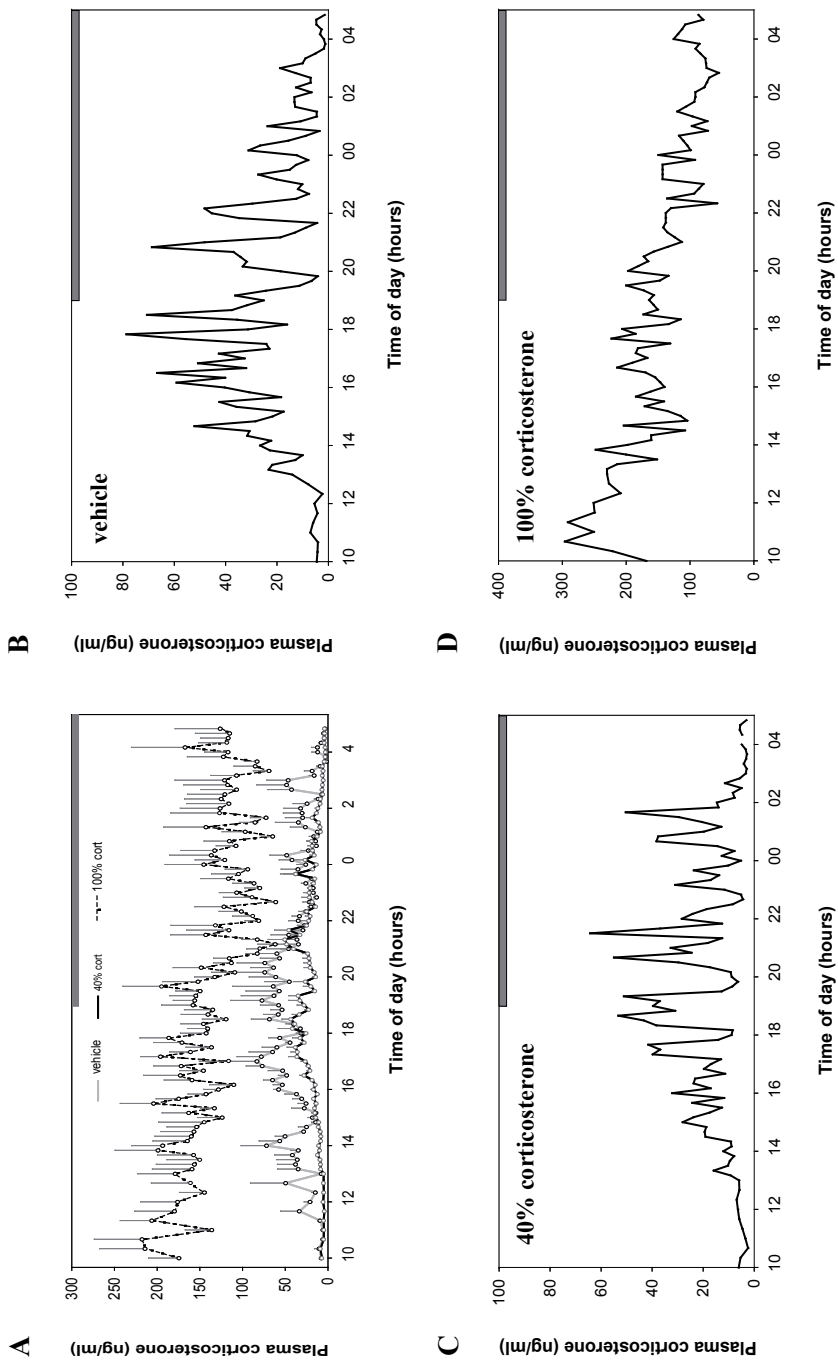 A
Plasma corticosterone (ng/ml)
300
250
200
150
100
50
0
vehicle
40% cort
100% cort
10 12 14 16 18 20 22 0 2 4
Time of day (hours)
B
Plasma corticosterone (ng/ml)
100
80
60
40
20
0
vehicle
10 12 14 16 18 20 22 00 02 04
Time of day (hours)
C
Plasma corticosterone (ng/ml)
100
80
60
40
20
0
40% corticosterone
10 12 14 16 18 20 22 00 02 04
Time of day (hours)
D
Plasma corticosterone (ng/ml)
400
300
200
100
0
100% corticosterone
10 12 14 16 18 20 22 00 02 04
Time of day (hours)